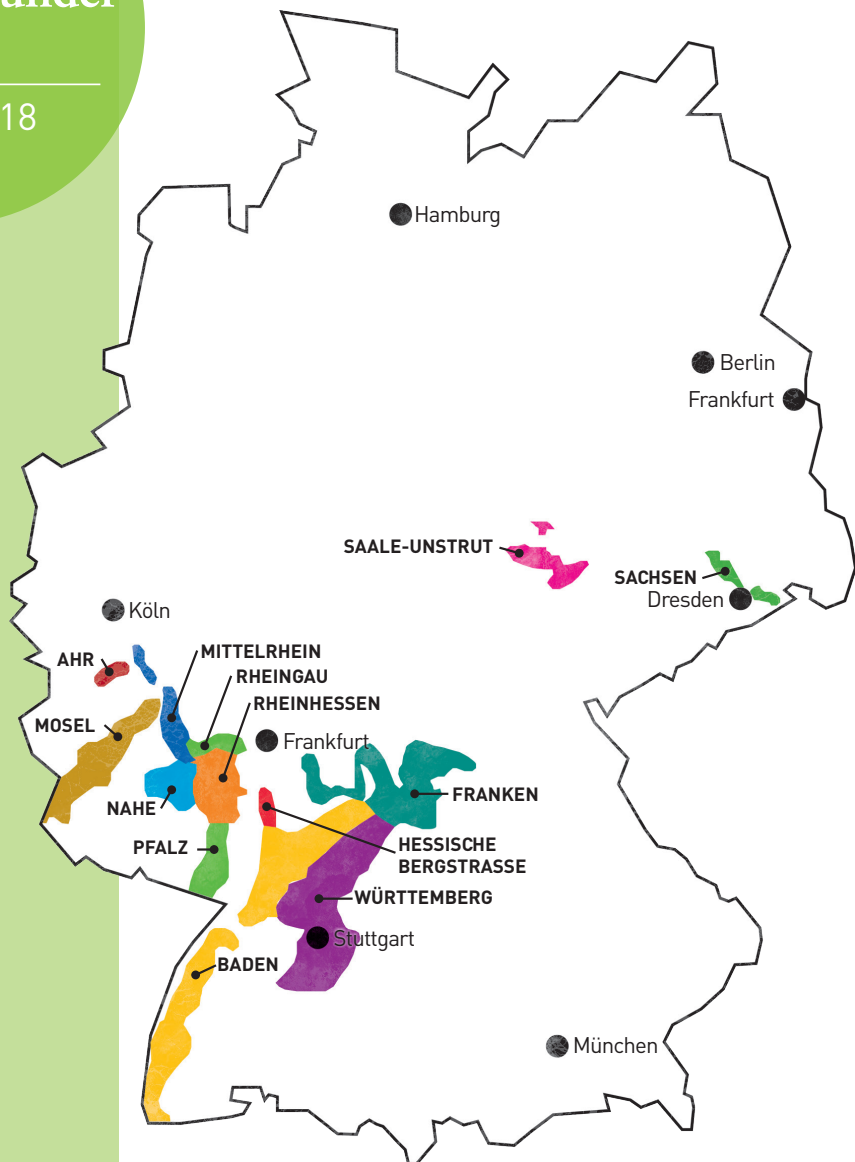 18
Hamburg
Berlin
Frankfurt
SAALE-UNSTRUT
SACHSEN
Dresden
Köln
MITTELRHEIN
AHR
RHEINGAU
RHEINHESSEN
MOSEL
Frankfurt
FRANKEN
NAHE
HESSISCHE
BERGSTRASSE
PFALZ
WÜRTTEMBERG
Stuttgart
BADEN
München